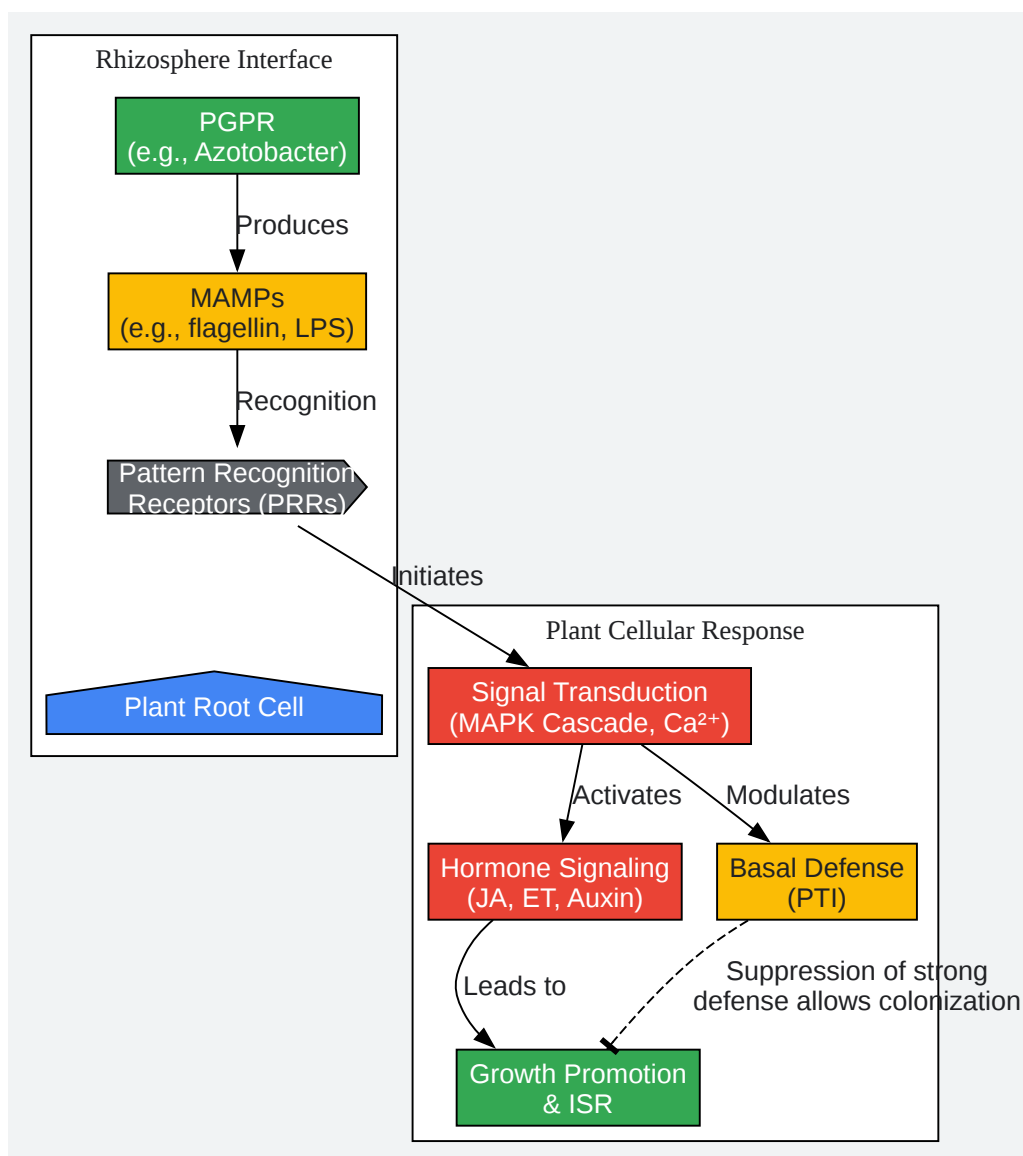 Rhizosphere Interface
PGPR
(e.g., Azotobacter)
Produces
MAMPs
(e.g., flagellin, LPS)
Recognition
Pattern Recognition
Receptors (PRRs)
Initiates
Plant Root Cell
Plant Cellular Response
Signal Transduction
(MAPK Cascade, Ca²⁺)
Activates
Modulates
Hormone Signaling
(JA, ET, Auxin)
Basal Defense
(PTI)
Leads to
Suppression of strong
defense allows colonization
Growth Promotion
& ISR